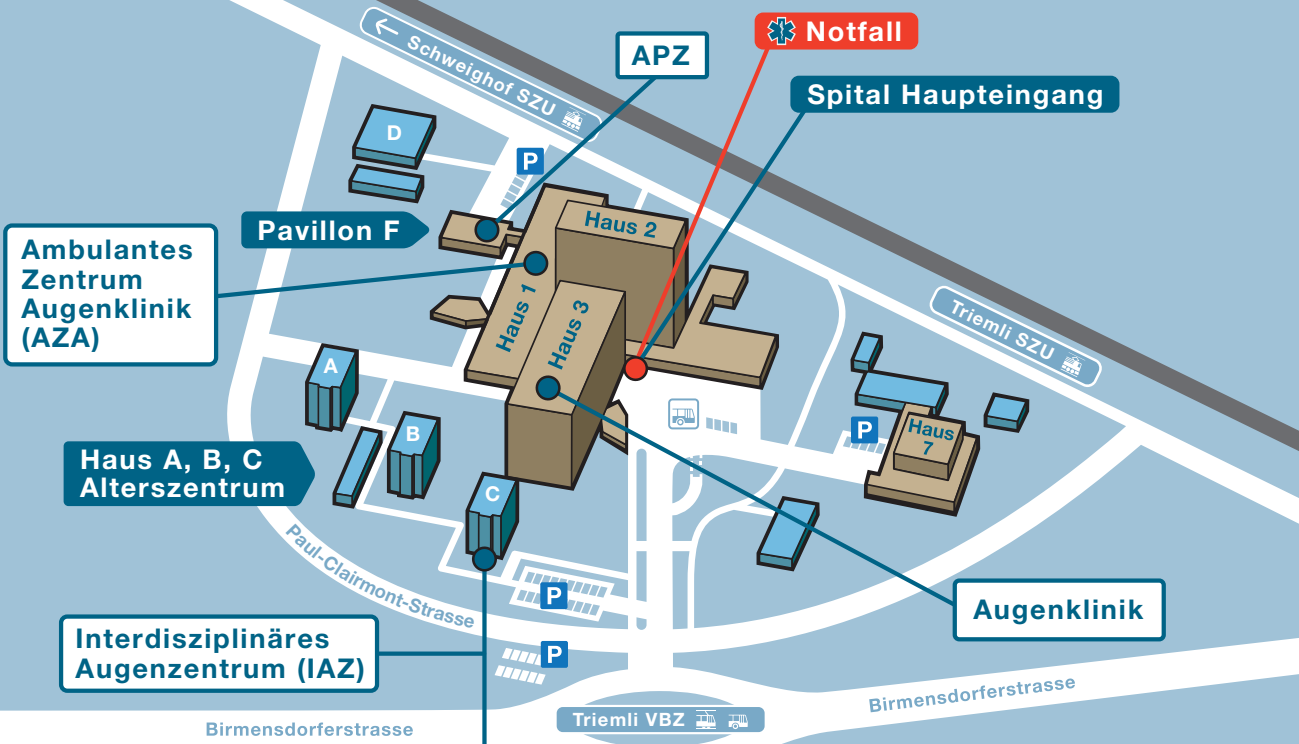 ← Schweighof SZU
APZ
Notfall
Spital Haupteingang
D
P
Pavillon F
Haus 2
Ambulantes
Zentrum
Augenklinik
(AZA)
Haus 1
Haus 3
Triemli SZU
A
B
P
Haus
7
Haus A, B, C
Alterszentrum
C
Paul-Clairmont-Strasse
P
Augenklinik
Interdisziplinäres
Augenzentrum (IAZ)
P
Birmensdorferstrasse
Triemli VBZ
Birmensdorferstrasse